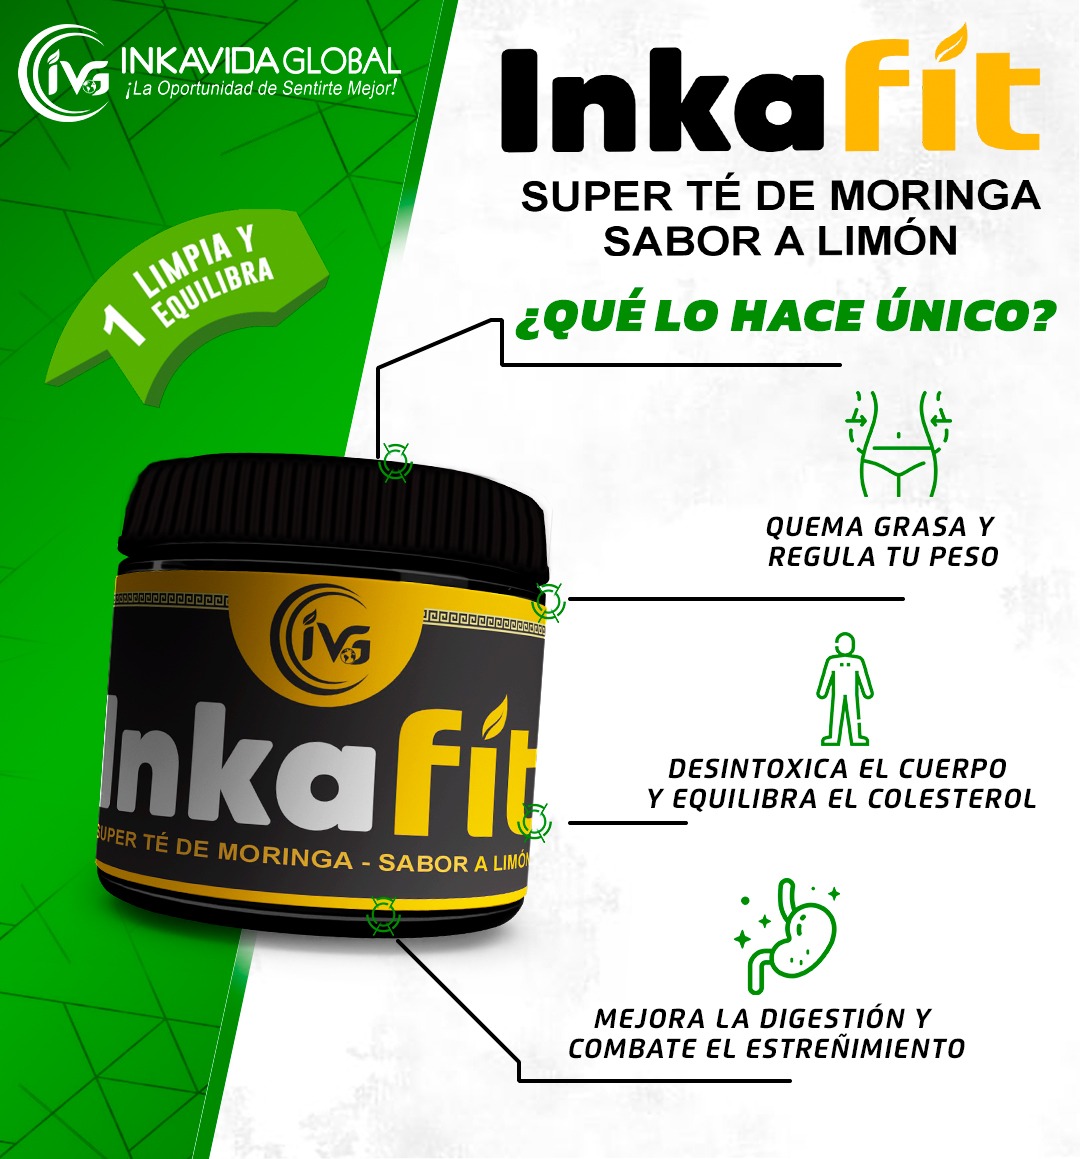 IVG INKAVIDA GLOBAL
¡La Oportunidad de Sentirte Mejor!
Inkafit
SUPER TÉ DE MORINGA
SABOR A LIMÓN
1 LIMPIA Y
EQUILIBRA
¿QUÉ LO HACE ÚNICO?
QUEMA GRASA Y
REGULA TU PESO
DESINTOXICA EL CUERPO
Y EQUILIBRA EL COLESTEROL
MEJORA LA DIGESTIÓN Y
COMBATE EL ESTREÑIMIENTO
IVG
Inkafit
SUPER TÉ DE MORINGA - SABOR A LIMÓN